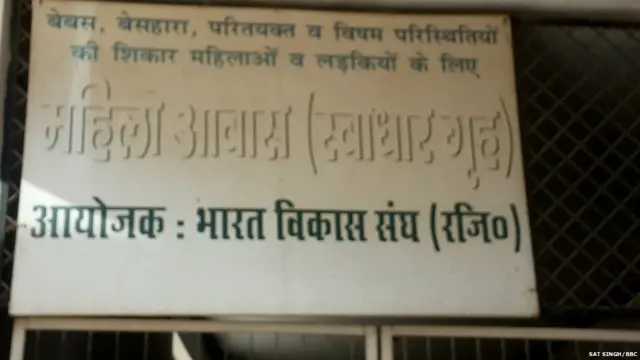 बेबस, बेसहारा, परित्यक्त व विषम परिस्थितियों
की शिकार महिलाओं व लड़कियों के लिए
महिला आवास (स्वाधार गृह)
आयोजक : भारत विकास संघ (रजि०)
SAT SINGH/BBC